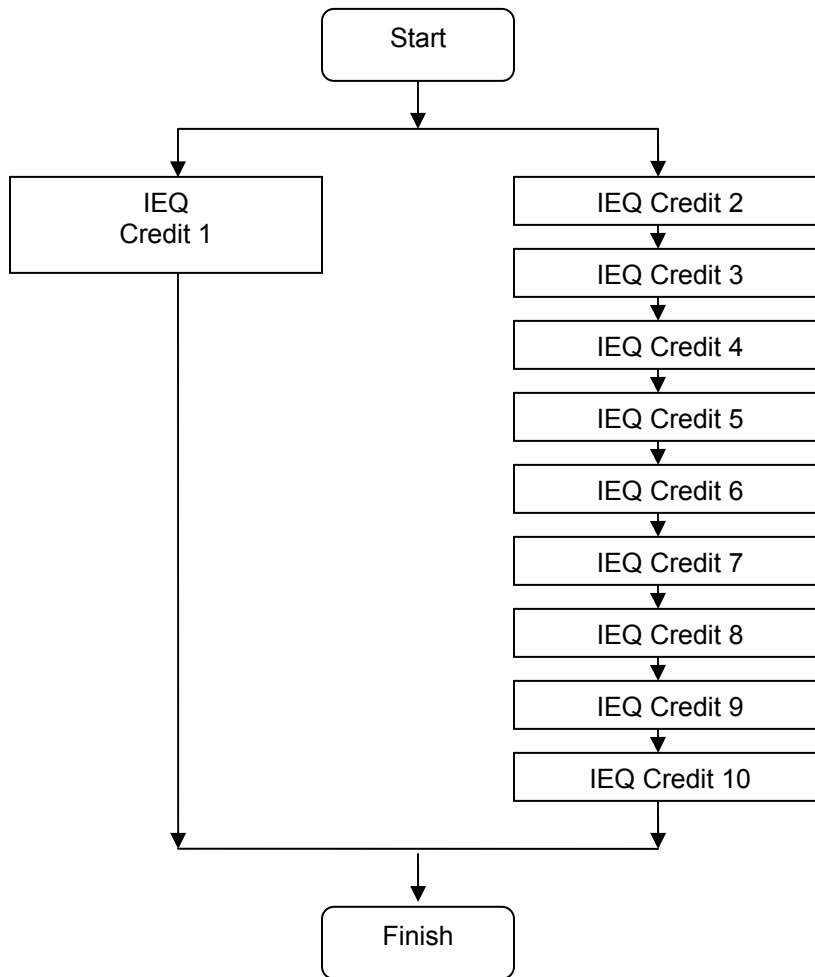 Start
IEQ
Credit 1
IEQ Credit 2
IEQ Credit 3
IEQ Credit 4
IEQ Credit 5
IEQ Credit 6
IEQ Credit 7
IEQ Credit 8
IEQ Credit 9
IEQ Credit 10
Finish